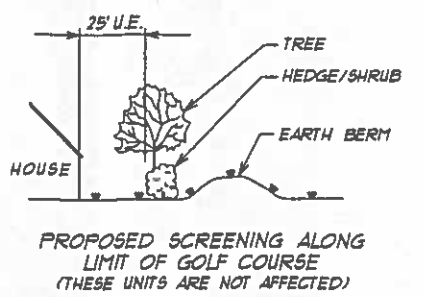 25' U.E.
TREE
HEDGE/SHRUB
EARTH BERM
HOUSE
PROPOSED SCREENING ALONG
LIMIT OF GOLF COURSE
(THESE UNITS ARE NOT AFFECTED)